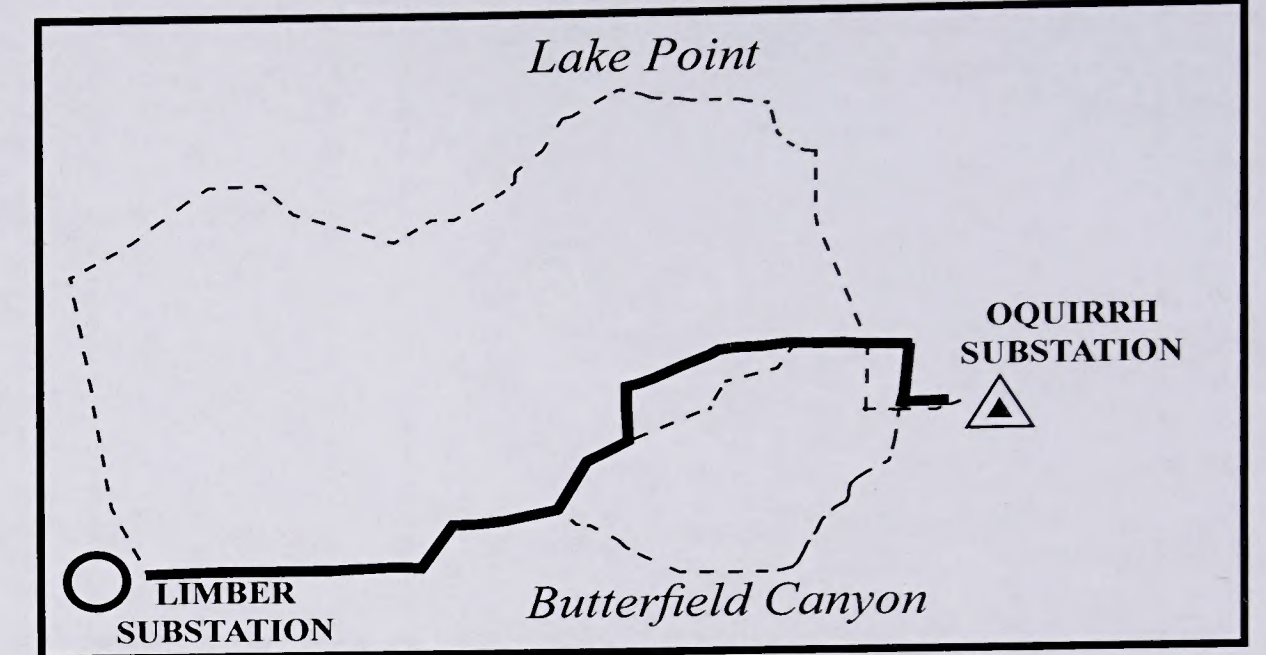 Lake Point
OQUIRRH
SUBSTATION
LIMBER
SUBSTATION
Butterfield Canyon